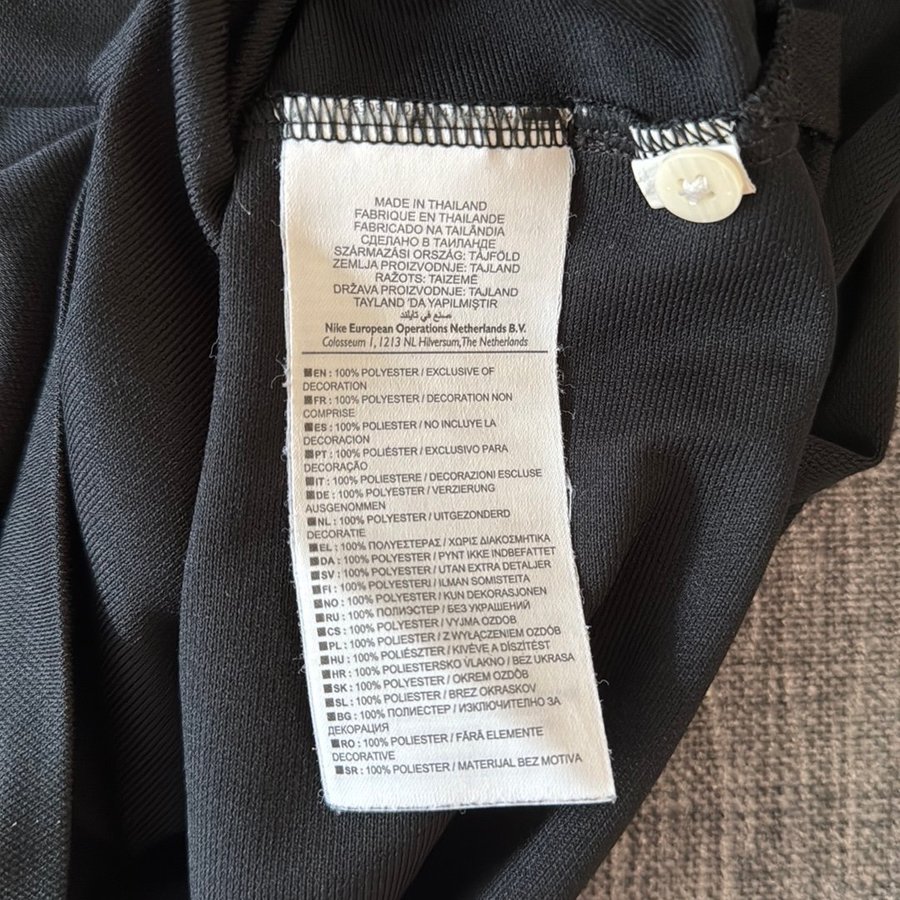 MADE IN THAILAND
FABRIQUE EN THAILANDE
FABRICADO NA TAILÂNDIA
СДЕЛАНО В ТАИЛАНДЕ
SZÁRMAZÁSI ORSZÁG: TÁJFÖLD
ZEMLJA PROIZVODNJE: TAJLAND
RAŽOTS: TAIZEMĒ
DRŽAVA PROIZVODNJE: TAJLAND
TAYLAND 'DA YAPILMIŞTIR
صنع في تايلند
Nike European Operations Netherlands B.V.
Colosseum 1, 1213 NL Hilversum,The Netherlands
EN : 100% POLYESTER / EXCLUSIVE OF
DECORATION
FR : 100% POLYESTER / DECORATION NON
COMPRISE
ES : 100% POLIESTER / NO INCLUYE LA
DECORACION
PT : 100% POLIÉSTER / EXCLUSIVO PARA
DECORAÇÃO
IT : 100% POLIESTERE / DECORAZIONI ESCLUSE
DE : 100% POLYESTER / VERZIERUNG
AUSGENOMMEN
NL : 100% POLYESTER / UITGEZONDERD
DECORATIE
EL : 100% ΠΟΛΥΕΣΤΕΡΑΣ / ΧΩΡΙΣ ΔΙΑΚΟΣΜΗΤΙΚΑ
DA : 100% POLYESTER / PYNT IKKE INDBEFATTET
SV : 100% POLYESTER / UTAN EXTRA DETALJER
FI : 100% POLYESTERI / ILMAN SOMISTEITA
NO : 100% POLYESTER / KUN DEKORASJONEN
RU : 100% ПОЛИЭСТЕР / БЕЗ УКРАШЕНИЙ
CS : 100% POLYESTER / VYJMA OZDOB
PL : 100% POLIESTER / Z WYŁĄCZENIEM OZDÓB
HU : 100% POLIÉSZTER / KIVÉVE A DÍSZÍTÉST
HR : 100% POLIESTERSKO VLAKNO / BEZ UKRASA
SK : 100% POLYESTER / OKREM OZDÔB
SL : 100% POLIESTER / BREZ OKRASKOV
BG : 100% ПОЛИЕСТЕР / ИЗКЛЮЧИТЕЛНО ЗА
ДЕКОРАЦИЯ
RO : 100% POLIESTER / FĂRĂ ELEMENTE
DECORATIVE
SR : 100% POLIESTER / MATERIJAL BEZ MOTIVA